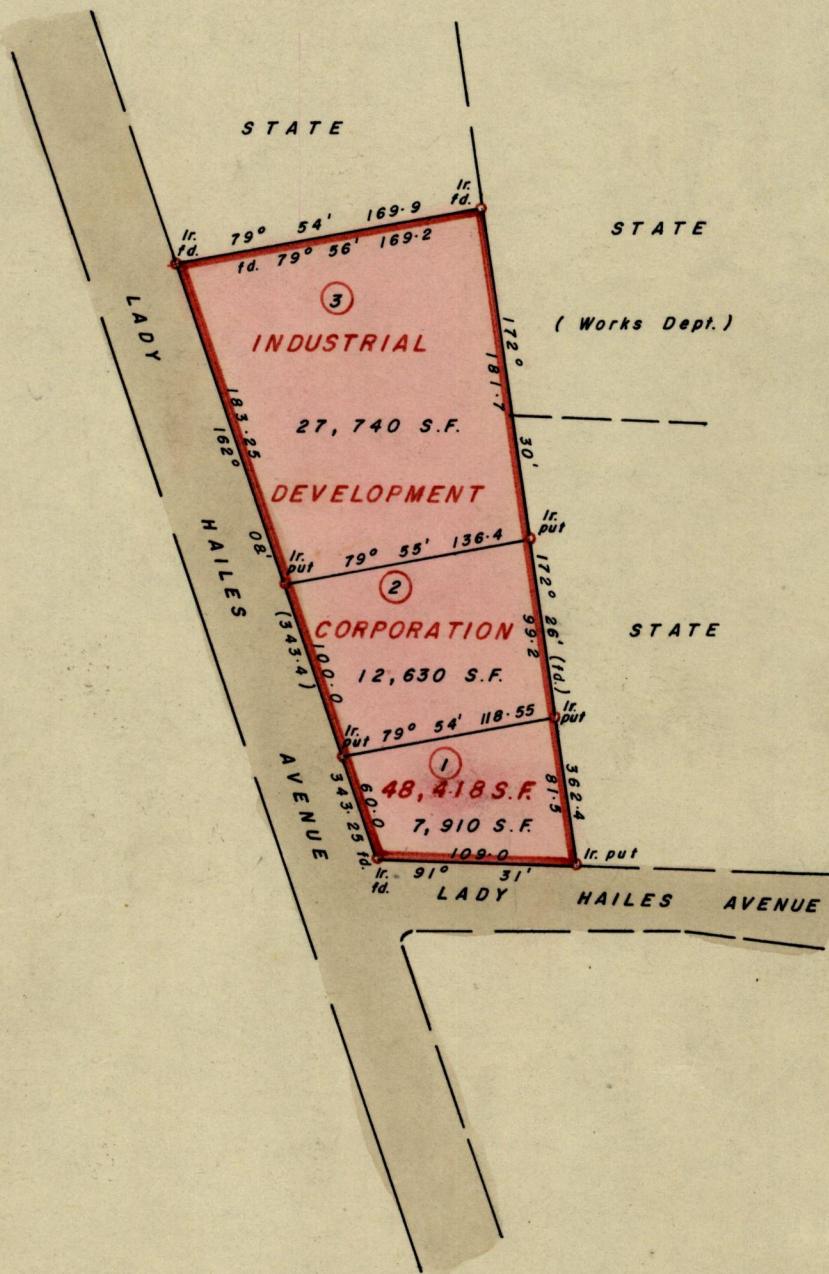 STATE
Ir.
fd.
79° 54' 169·9
Ir.
fd.
fd. 79° 56' 169·2
STATE
( Works Dept. )
3
INDUSTRIAL
27, 740 S.F.
DEVELOPMENT
172°
181·7
30'
183·25
162°
08'
LADY
HAILES
AVENUE
Ir.
put
79° 55' 136·4
Ir.
put
2
CORPORATION
12,630 S.F.
STATE
172° 26' (fd.)
99·2
(343·4)
100·0
Ir.
put
79° 54' 118·55
Ir.
put
1
48,418 S.F.
7, 910 S.F.
362·4
81·5
60·0
343·25 fd.
109·0
Ir.
fd.
91° 31'
Ir. put
LADY HAILES AVENUE